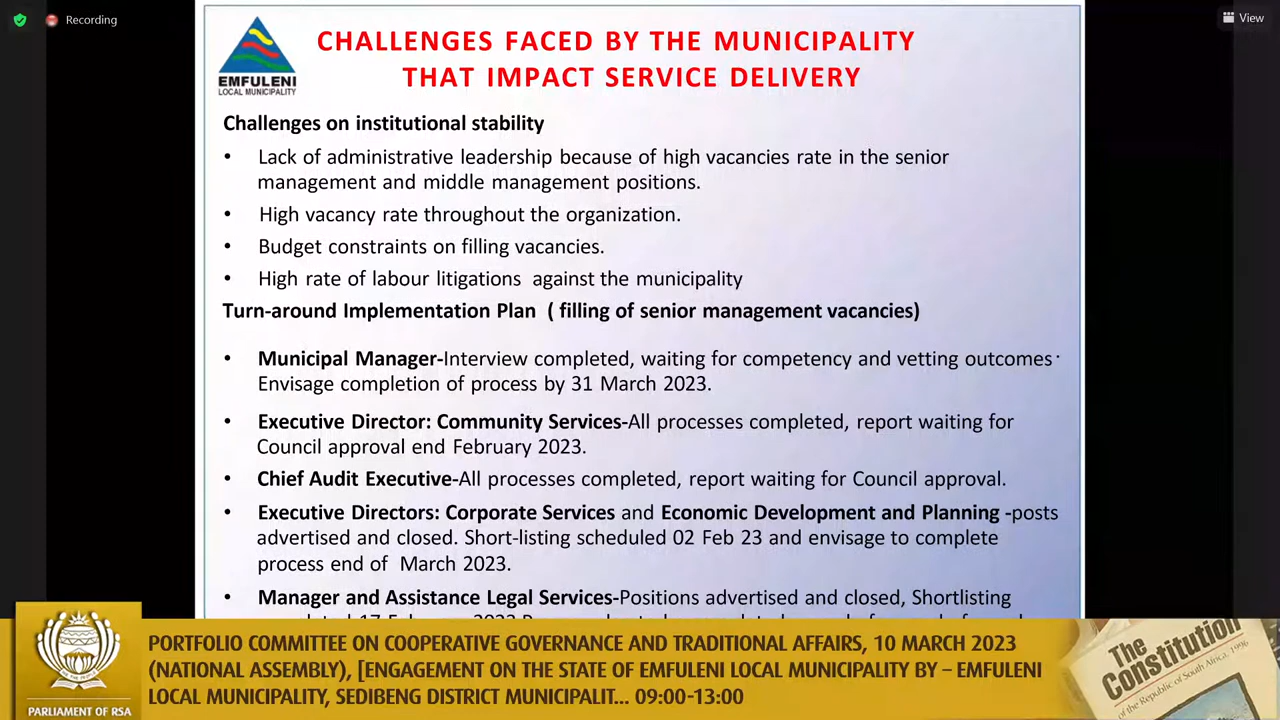 Recording
View
EMFULENI
LOCAL MUNICIPALITY
CHALLENGES FACED BY THE MUNICIPALITY
THAT IMPACT SERVICE DELIVERY
Challenges on institutional stability
• Lack of administrative leadership because of high vacancies rate in the senior
management and middle management positions.
• High vacancy rate throughout the organization.
• Budget constraints on filling vacancies.
• High rate of labour litigations against the municipality
Turn-around Implementation Plan ( filling of senior management vacancies)
• Municipal Manager-Interview completed, waiting for competency and vetting outcomes·
Envisage completion of process by 31 March 2023.
• Executive Director: Community Services-All processes completed, report waiting for
Council approval end February 2023.
• Chief Audit Executive-All processes completed, report waiting for Council approval.
• Executive Directors: Corporate Services and Economic Development and Planning -posts
advertised and closed. Short-listing scheduled 02 Feb 23 and envisage to complete
process end of March 2023.
• Manager and Assistance Legal Services-Positions advertised and closed, Shortlisting
PARLIAMENT OF RSA
PORTFOLIO COMMITTEE ON COOPERATIVE GOVERNANCE AND TRADITIONAL AFFAIRS, 10 MARCH 2023
(NATIONAL ASSEMBLY), [ENGAGEMENT ON THE STATE OF EMFULENI LOCAL MUNICIPALITY BY – EMFULENI
LOCAL MUNICIPALITY, SEDIBENG DISTRICT MUNICIPALIT... 09:00-13:00
The
Constitution
of the Republic of South Africa, 1996